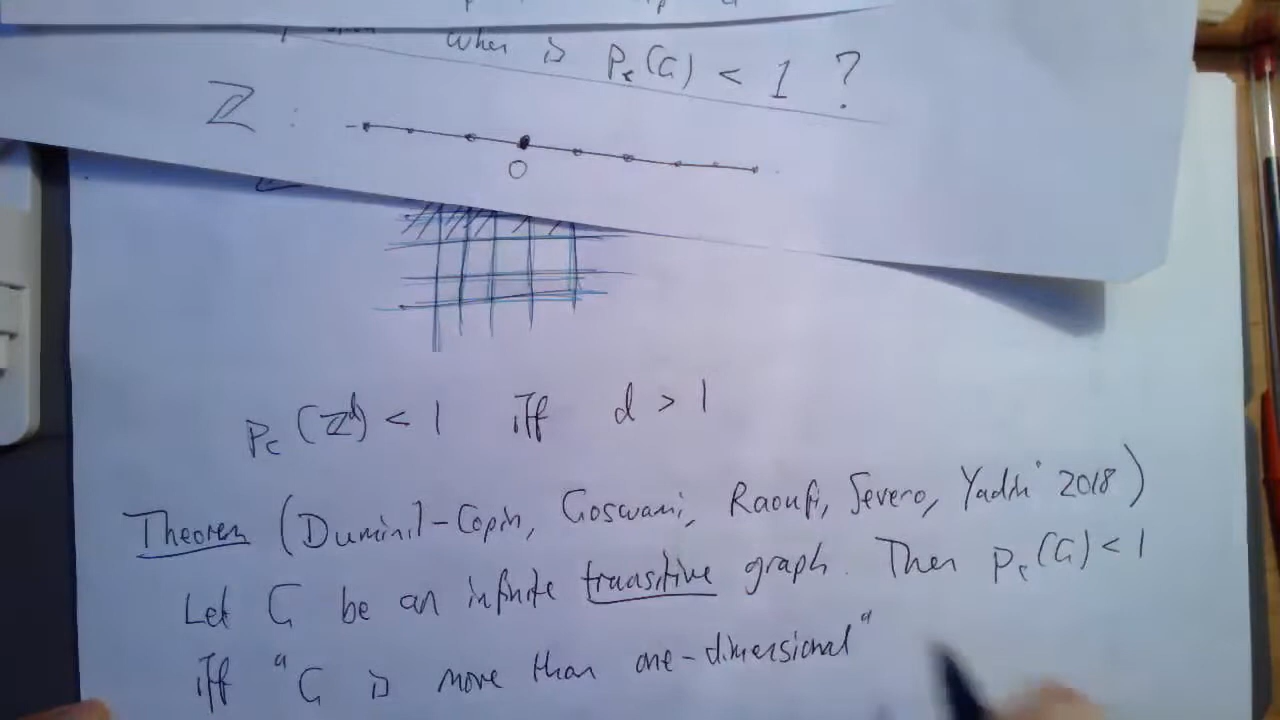 when is pc(G) < 1 ?
ℤ :
0
pc (ℤᵈ) < 1 iff d > 1
Theorem (Duminil-Copin, Goswami, Raoufi, Severo, Yadin 2018)
Let G be an infinite transitive graph. Then pc(G) < 1
iff "G is more than one-dimensional"